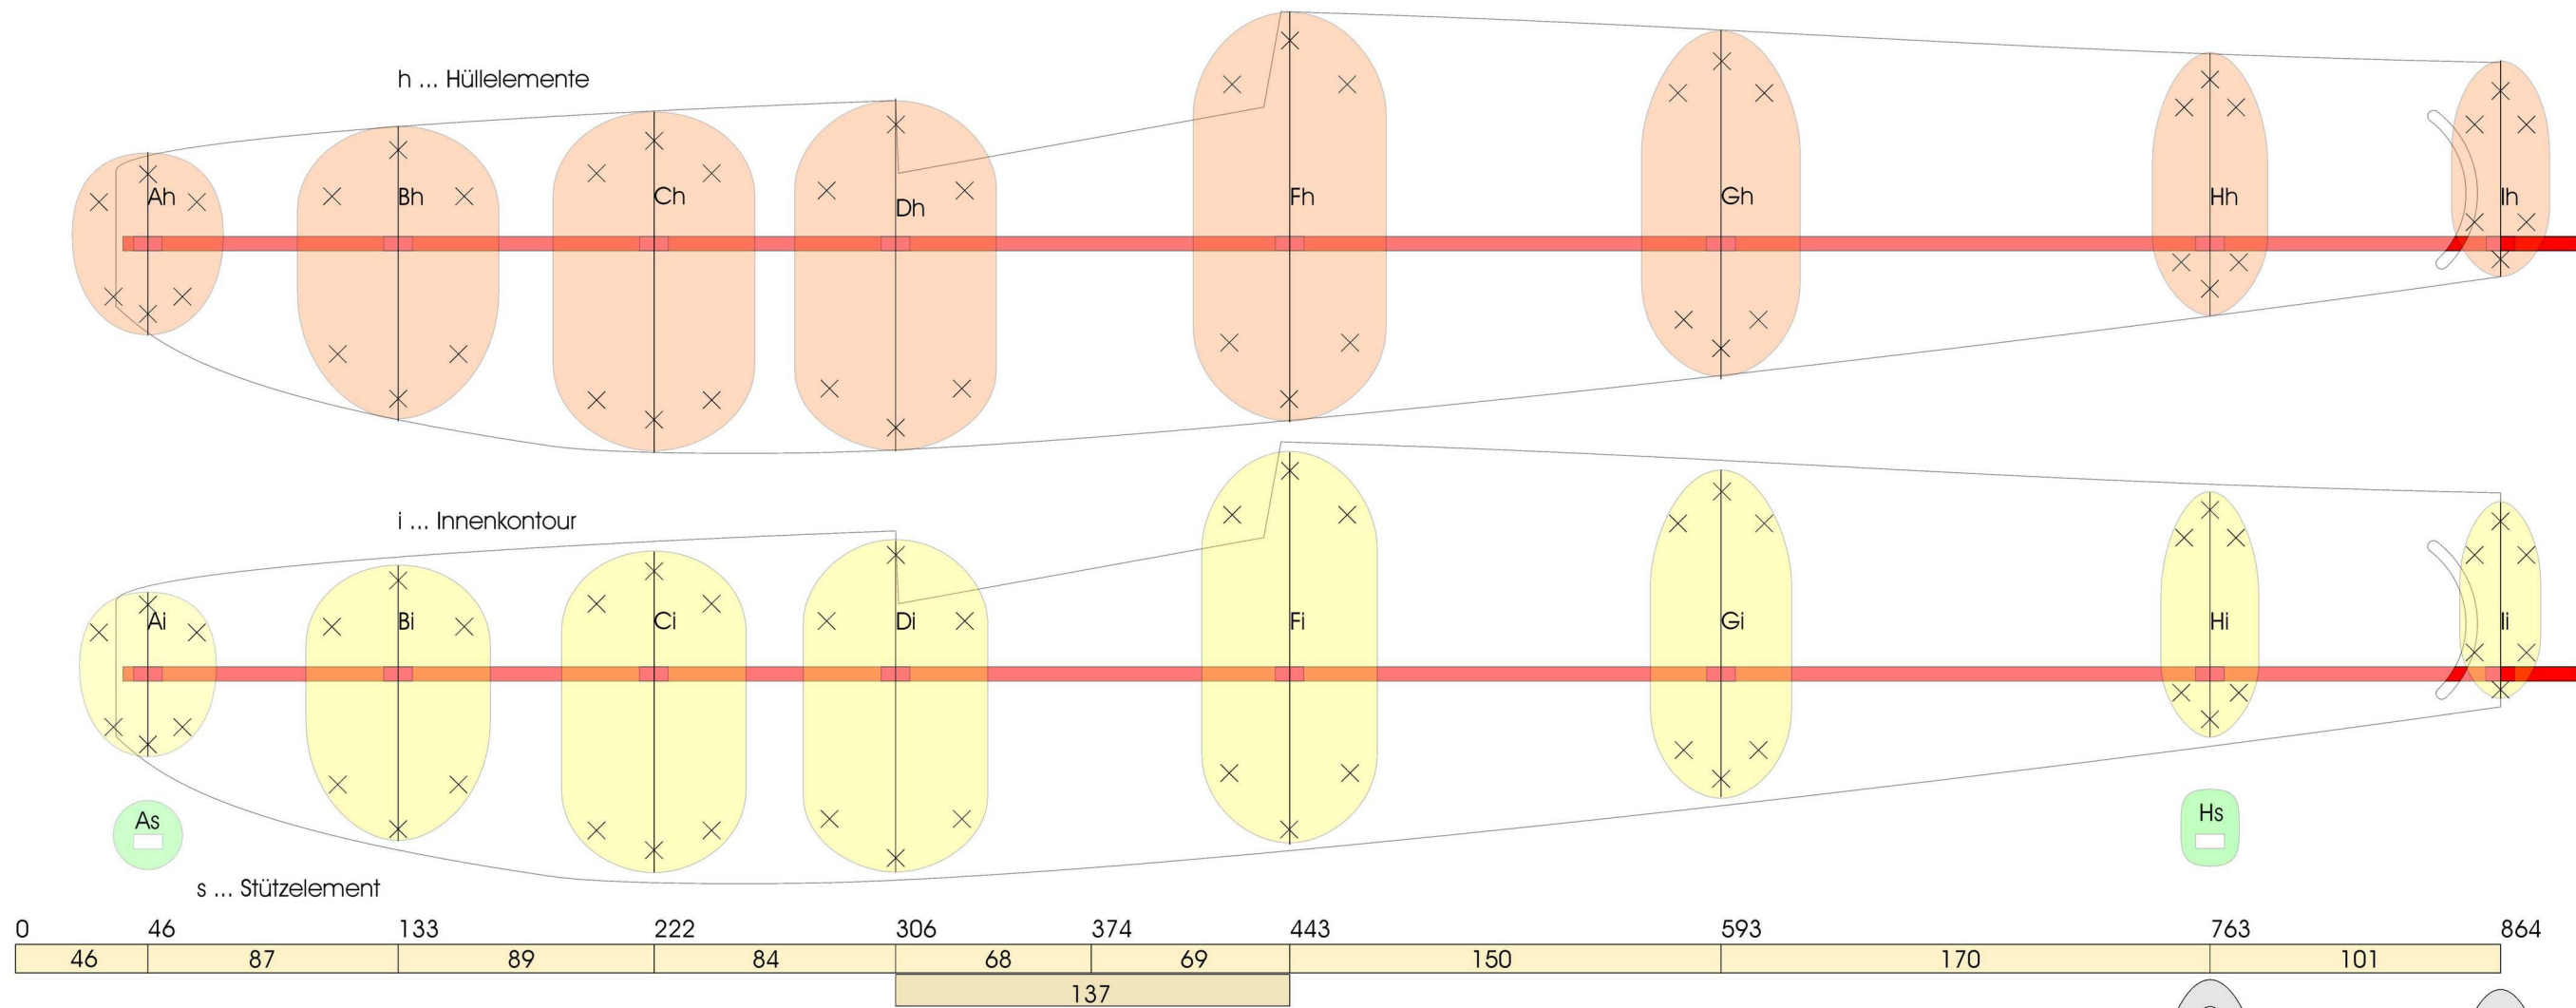 h ... Hüllelemente
Ah Bh Ch Dh Fh Gh Hh Ih
i ... Innenkontour
Ai Bi Ci Di Fi Gi Hi Ii
As Hs
s ... Stützelement
0 46 133 222 306 374 443 593 763 864
46 87 89 84 68 69 150 170 101
137